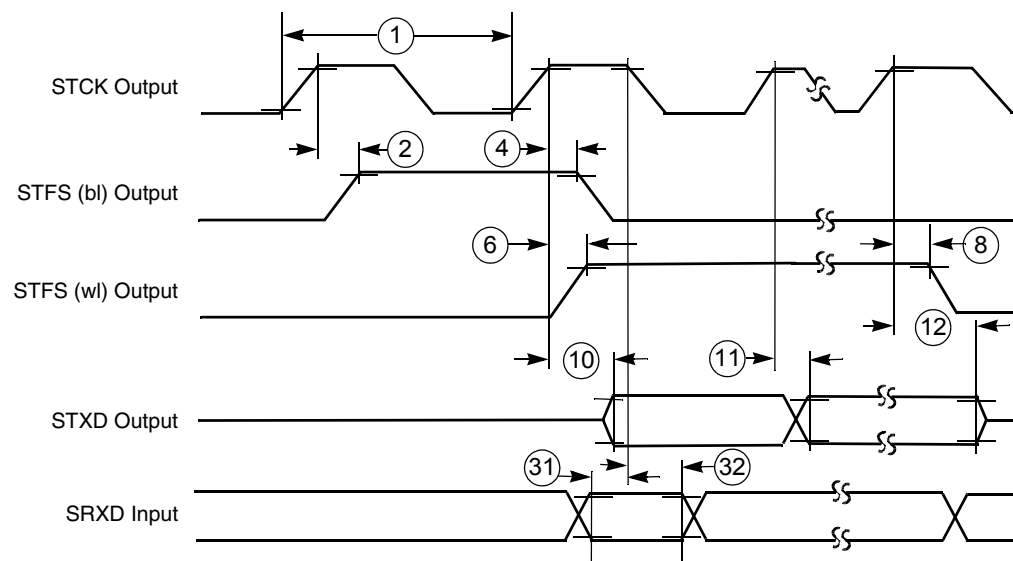 1
STCK Output
2
4
STFS (bl) Output
6
8
STFS (wl) Output
12
10
11
STXD Output
31
32
SRXD Input